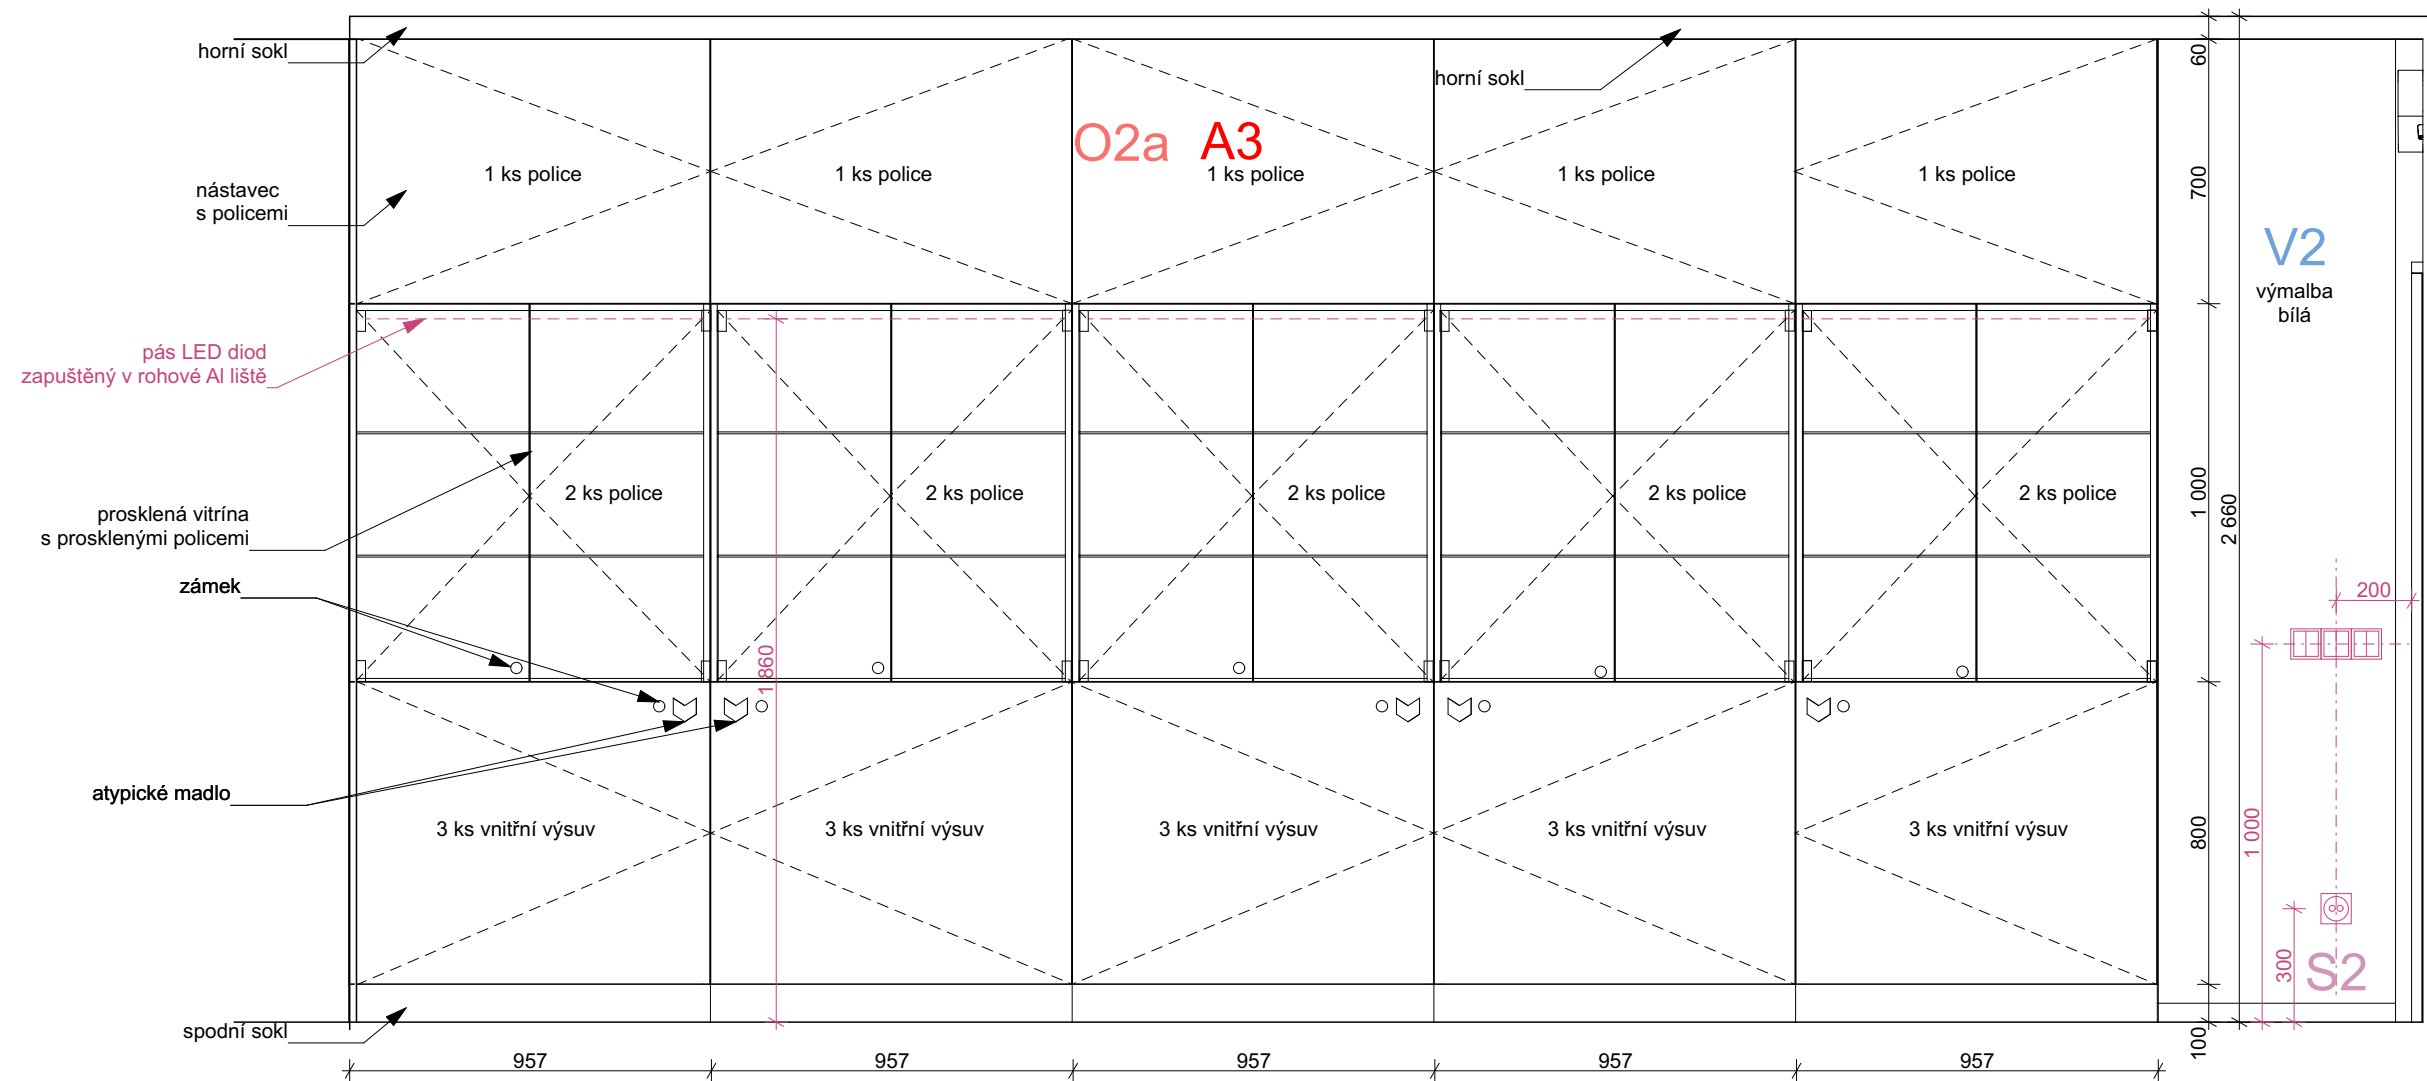 horní sokl
horní sokl
60
O2a A3
1 ks police
1 ks police
1 ks police
1 ks police
1 ks police
700
nástavec
s policemi
V2
výmalba
bílá
pás LED diod
zapuštěný v rohové Al liště
2 ks police
2 ks police
2 ks police
2 ks police
2 ks police
1 000
2 660
prosklená vitrína
s prosklenými policemi
zámek
200
1 860
atypické madlo
3 ks vnitřní výsuv
3 ks vnitřní výsuv
3 ks vnitřní výsuv
3 ks vnitřní výsuv
3 ks vnitřní výsuv
800
1 000
300
S2
spodní sokl
100
957
957
957
957
957